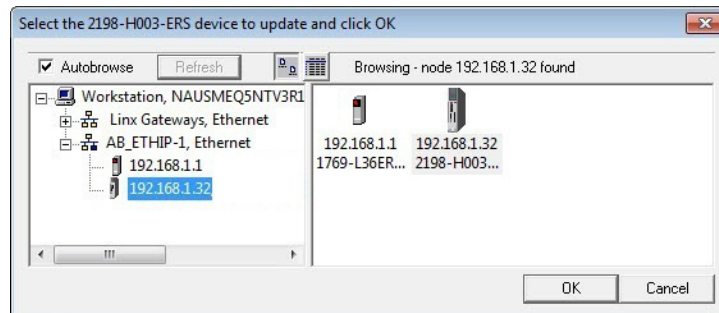 Select the 2198-H003-ERS device to update and click OK
Autobrowse
Refresh
Browsing - node 192.168.1.32 found
Workstation, NAUSMEQ5NTV3R1
Linx Gateways, Ethernet
AB_ETHIP-1, Ethernet
192.168.1.1
192.168.1.32
192.168.1.1
1769-L36ER...
192.168.1.32
2198-H003...
OK
Cancel